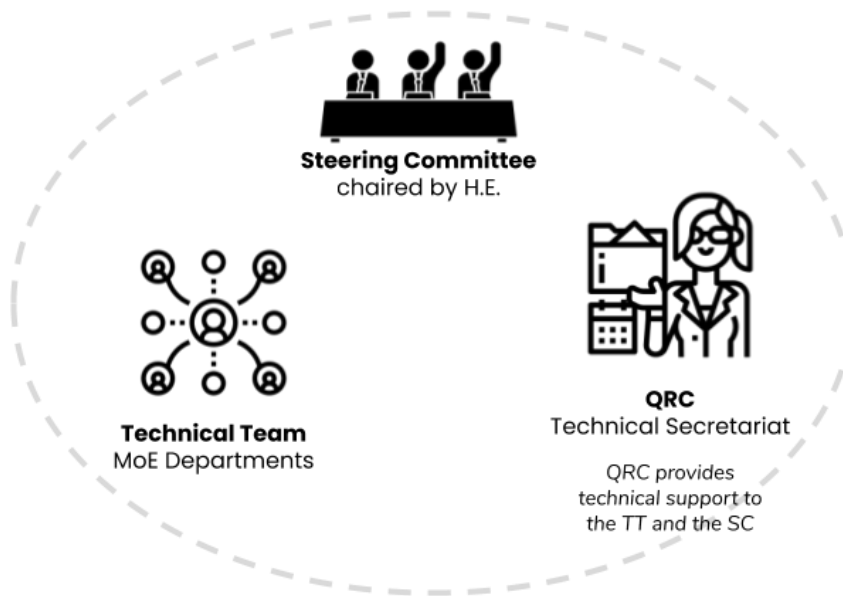 Steering Committee
chaired by H.E.
QRC
Technical Secretariat
Technical Team
MoE Departments
QRC provides
technical support to
the TT and the SC